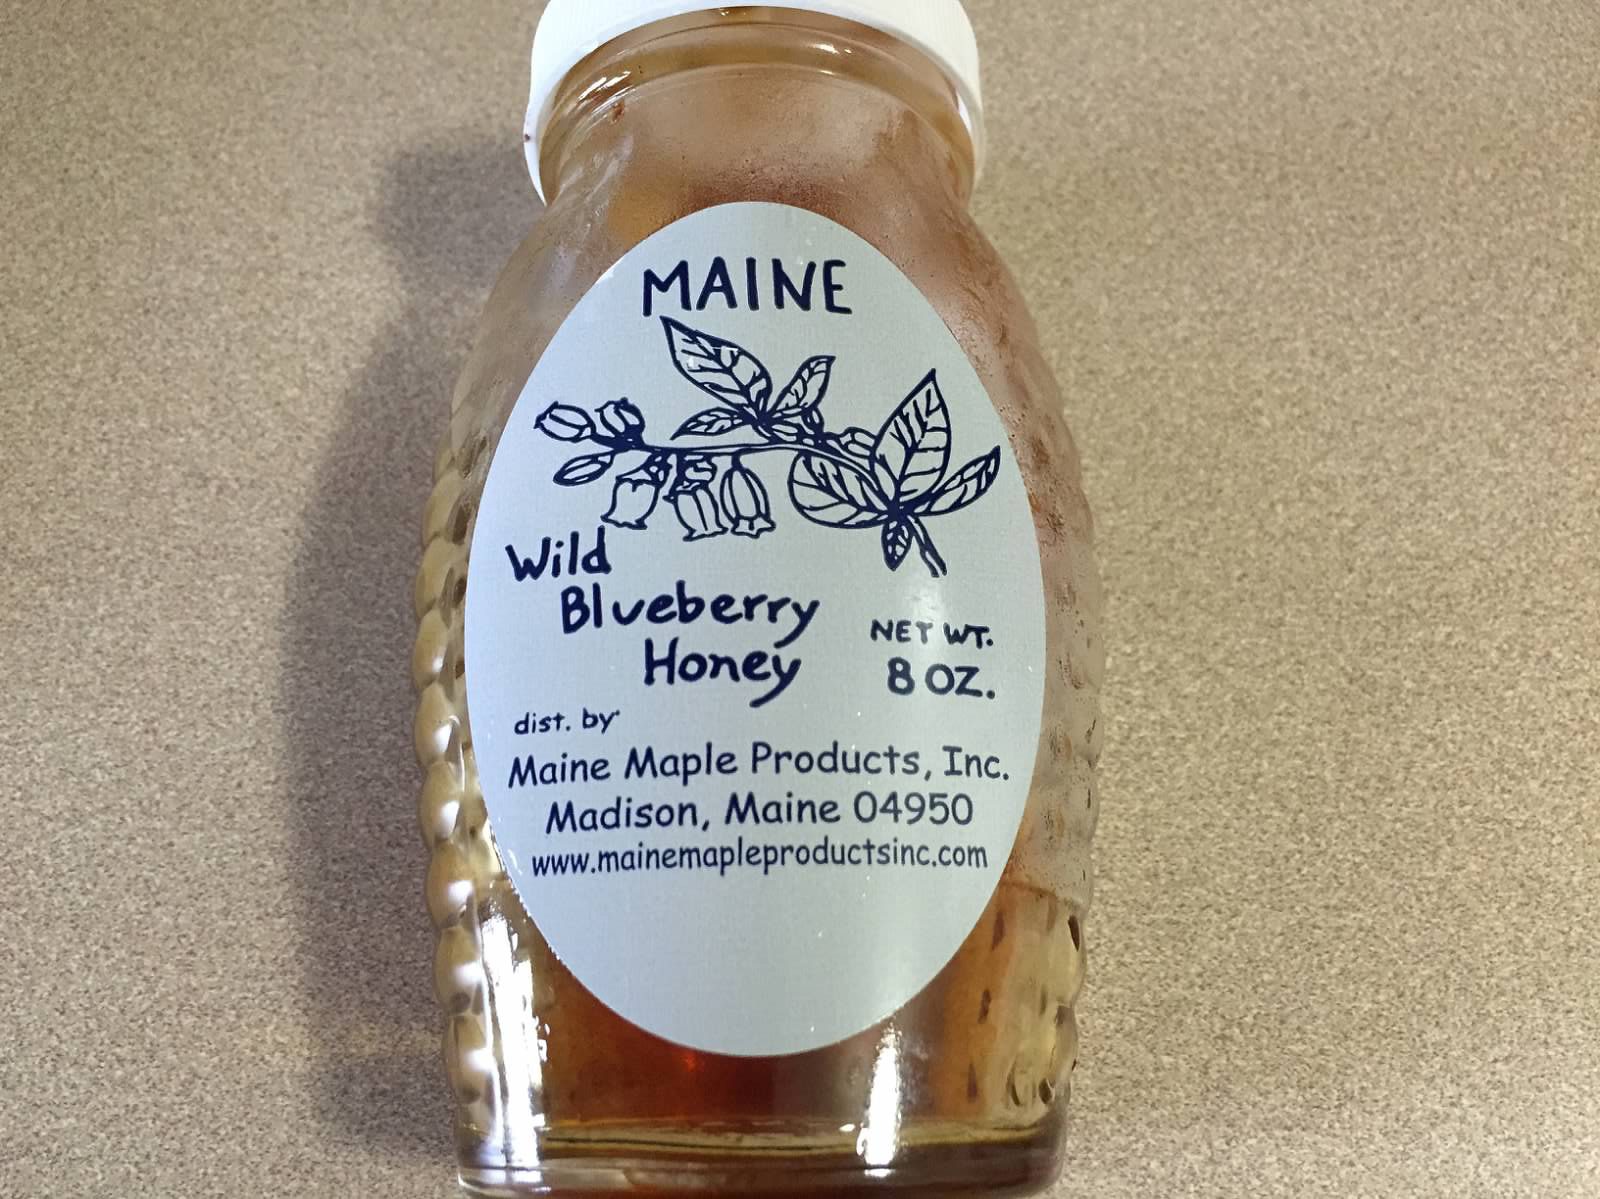 MAINE
Wild
Blueberry
Honey
NET WT.
8 OZ.
dist. by
Maine Maple Products, Inc.
Madison, Maine 04950
www.mainemapleproductsinc.com